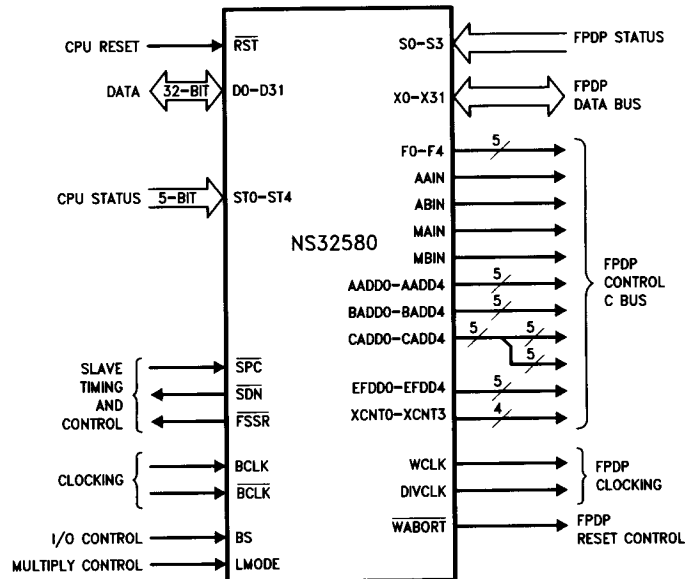 CPU RESET
RST
DATA
32-BIT
D0-D31
CPU STATUS
5-BIT
ST0-ST4
NS32580
SLAVE
TIMING
AND
CONTROL
SPC
SDN
FSSR
CLOCKING
BCLK
BCLK
I/O CONTROL
BS
MULTIPLY CONTROL
LMODE
S0-S3
FPDP STATUS
X0-X31
FPDP
DATA BUS
F0-F4
5
AAIN
ABIN
MAIN
MBIN
AADD0-AADD4
5
BADD0-BADD4
5
CADD0-CADD4
5
5
5
EFDD0-EFDD4
5
XCNT0-XCNT3
4
FPDP
CONTROL
C BUS
WCLK
DIVCLK
FPDP
CLOCKING
WABORT
FPDP
RESET CONTROL